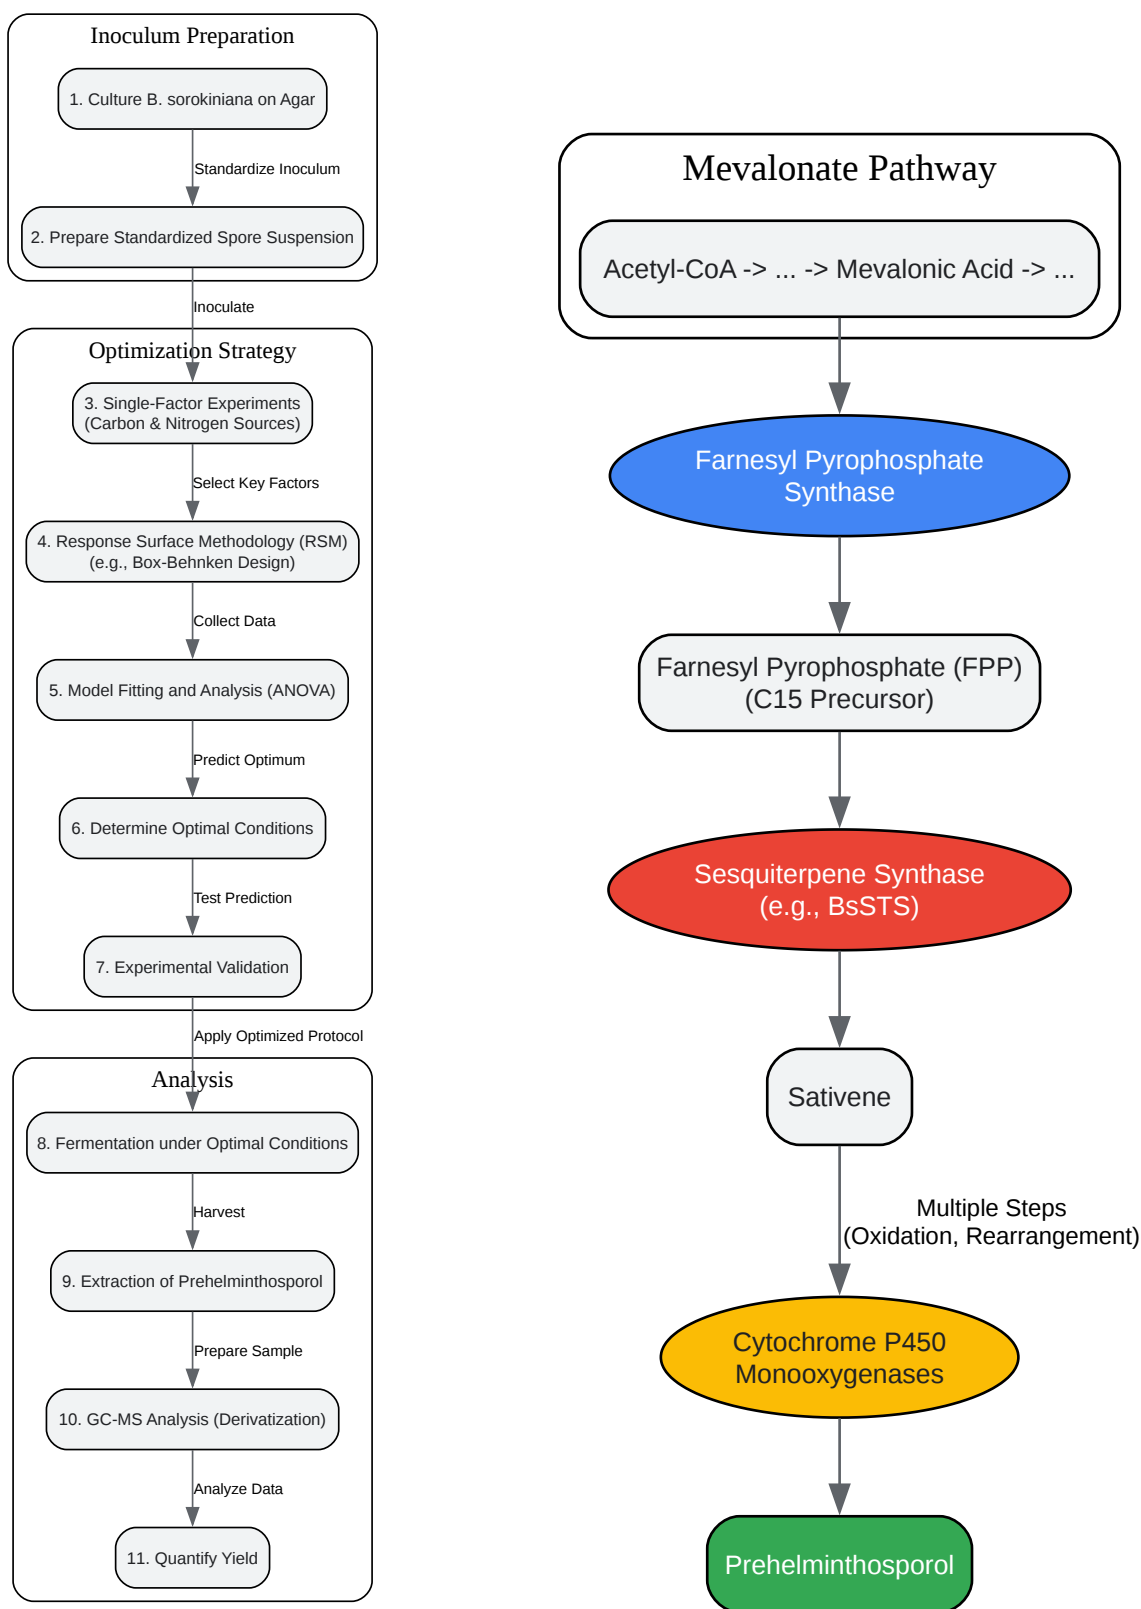 Inoculum Preparation
1. Culture B. sorokiniana on Agar
Standardize Inoculum
2. Prepare Standardized Spore Suspension
Inoculate
Optimization Strategy
3. Single-Factor Experiments
(Carbon & Nitrogen Sources)
Select Key Factors
4. Response Surface Methodology (RSM)
(e.g., Box-Behnken Design)
Collect Data
5. Model Fitting and Analysis (ANOVA)
Predict Optimum
6. Determine Optimal Conditions
Test Prediction
7. Experimental Validation
Apply Optimized Protocol
Analysis
8. Fermentation under Optimal Conditions
Harvest
9. Extraction of Prehelminthosporol
Prepare Sample
10. GC-MS Analysis (Derivatization)
Analyze Data
11. Quantify Yield
Mevalonate Pathway
Acetyl-CoA -> ... -> Mevalonic Acid -> ...
Farnesyl Pyrophosphate
Synthase
Farnesyl Pyrophosphate (FPP)
(C15 Precursor)
Sesquiterpene Synthase
(e.g., BsSTS)
Sativene
Multiple Steps
(Oxidation, Rearrangement)
Cytochrome P450
Monooxygenases
Prehelminthosporol